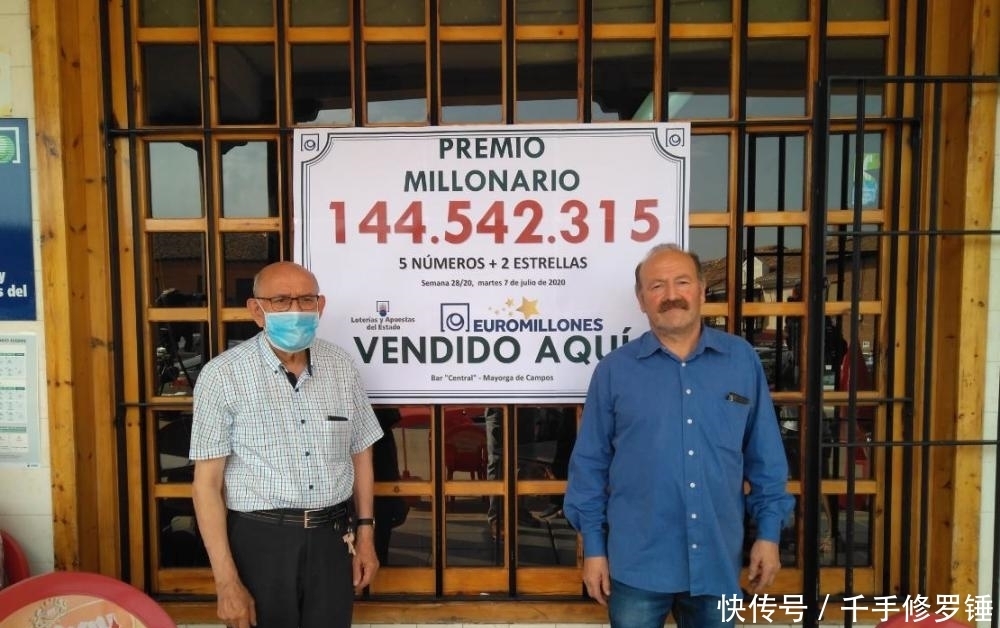 PREMIO
MILLONARIO
144.542.315
5 NÚMEROS + 2 ESTRELLAS
Semana 28/20, martes 7 de julio de 2020
Loterías y Apuestas
del Estado
EUROMILLONES
VENDIDO AQUÍ
Bar "Central" - Mayorga de Campos
y
s del
快传号 / 千手修罗锤